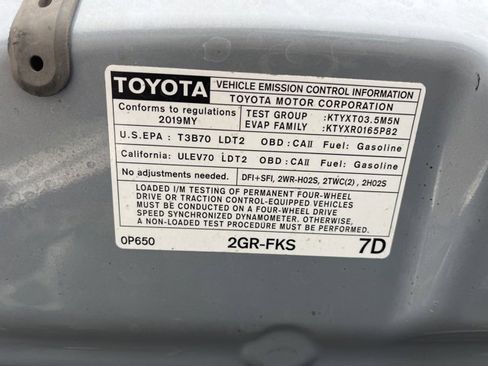 TOYOTA
VEHICLE EMISSION CONTROL INFORMATION
TOYOTA MOTOR CORPORATION
Conforms to regulations
2019MY
TEST GROUP :KTYXT03.5M5N
EVAP FAMILY :KTYXR0165P82
U.S.EPA : T3B70 LDT2 OBD : CAII Fuel: Gasoline
California: ULEV70 LDT2 OBD : CAII Fuel: Gasoline
No adjustments needed. DFI+SFI, 2WR-HO2S, 2TWC(2), 2HO2S
LOADED I/M TESTING OF PERMANENT FOUR-WHEEL
DRIVE OR TRACTION CONTROL-EQUIPPED VEHICLES
MUST BE CONDUCTED ON A FOUR-WHEEL DRIVE
SPEED SYNCHRONIZED DYNAMOMETER. OTHERWISE,
A NON-LOADED TEST PROCEDURE MUST BE PERFORMED.
0P650 2GR-FKS 7D